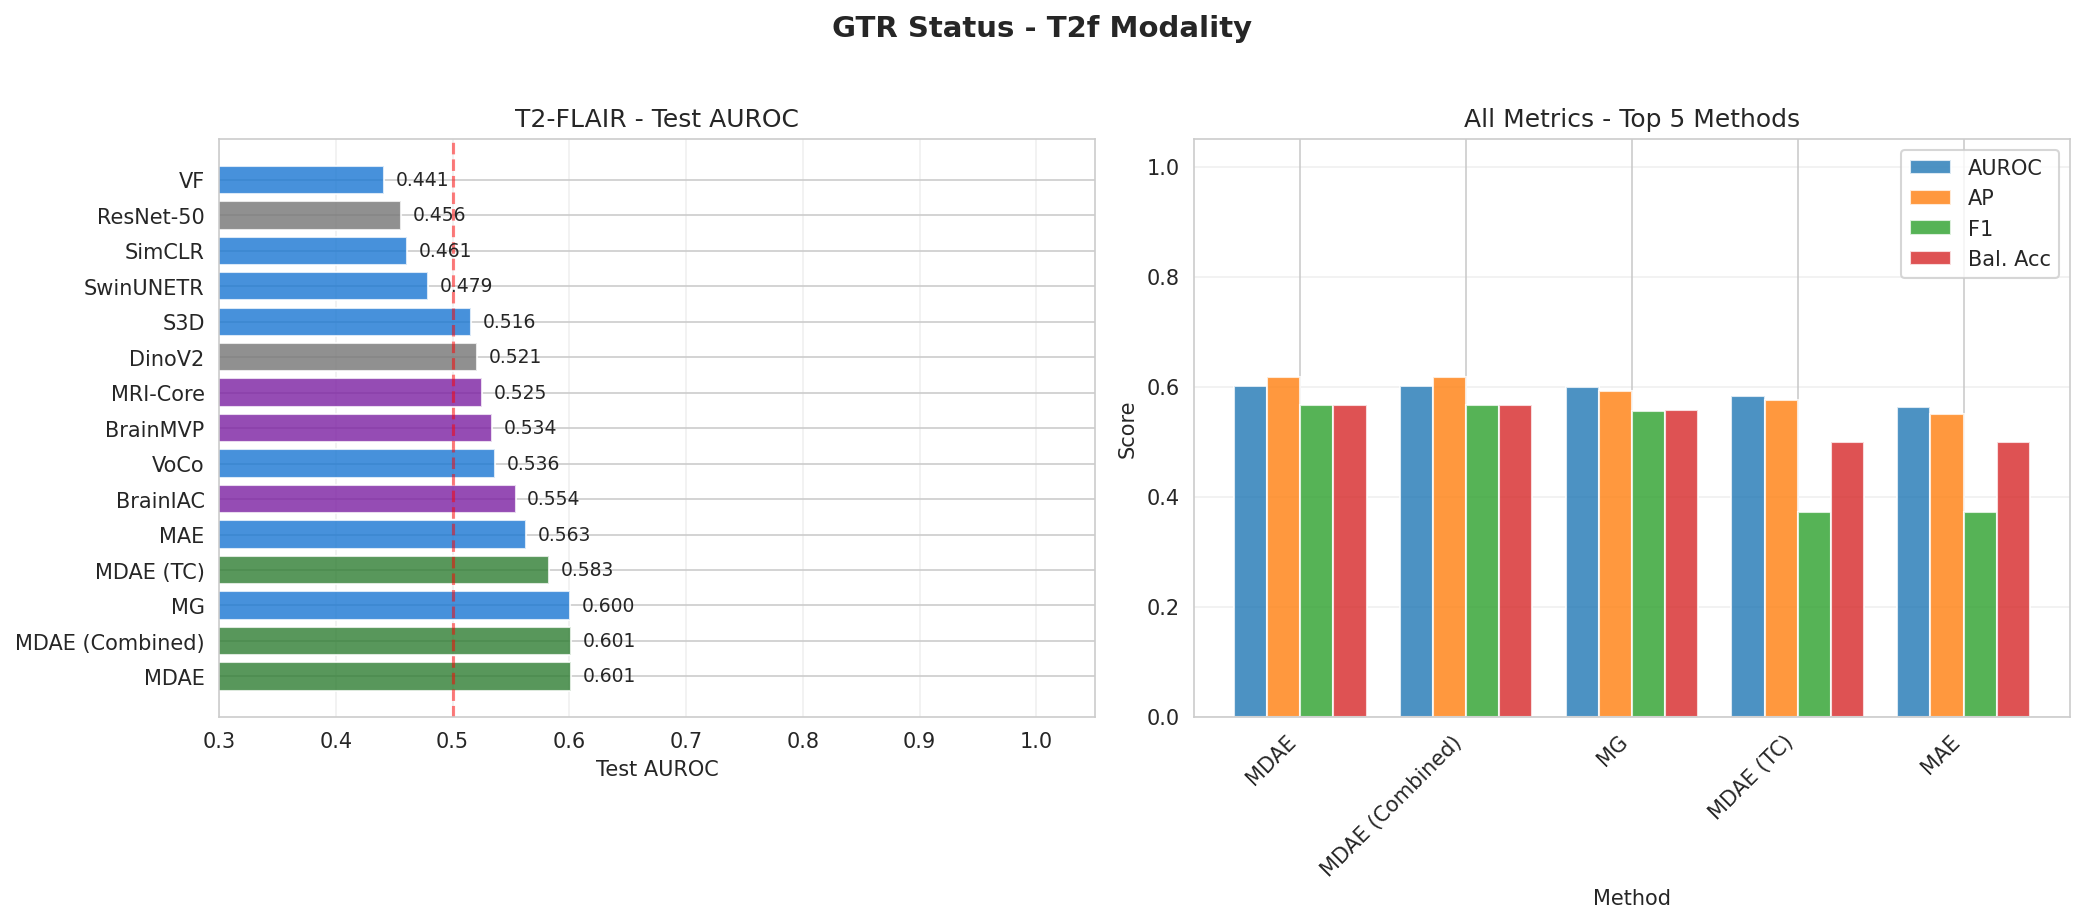 GTR Status - T2f Modality
T2-FLAIR - Test AUROC
VF 0.441
ResNet-50 0.456
SimCLR 0.461
SwinUNETR 0.479
S3D 0.516
DinoV2 0.521
MRI-Core 0.525
BrainMVP 0.534
VoCo 0.536
BrainIAC 0.554
MAE 0.563
MDAE (TC) 0.583
MG 0.600
MDAE (Combined) 0.601
MDAE 0.601
0.3 0.4 0.5 0.6 0.7 0.8 0.9 1.0
Test AUROC
All Metrics - Top 5 Methods
AUROC
AP
F1
Bal. Acc
1.0
0.8
0.6
0.4
0.2
0.0
Score
MDAE
MDAE (Combined)
MG
MDAE (TC)
MAE
Method